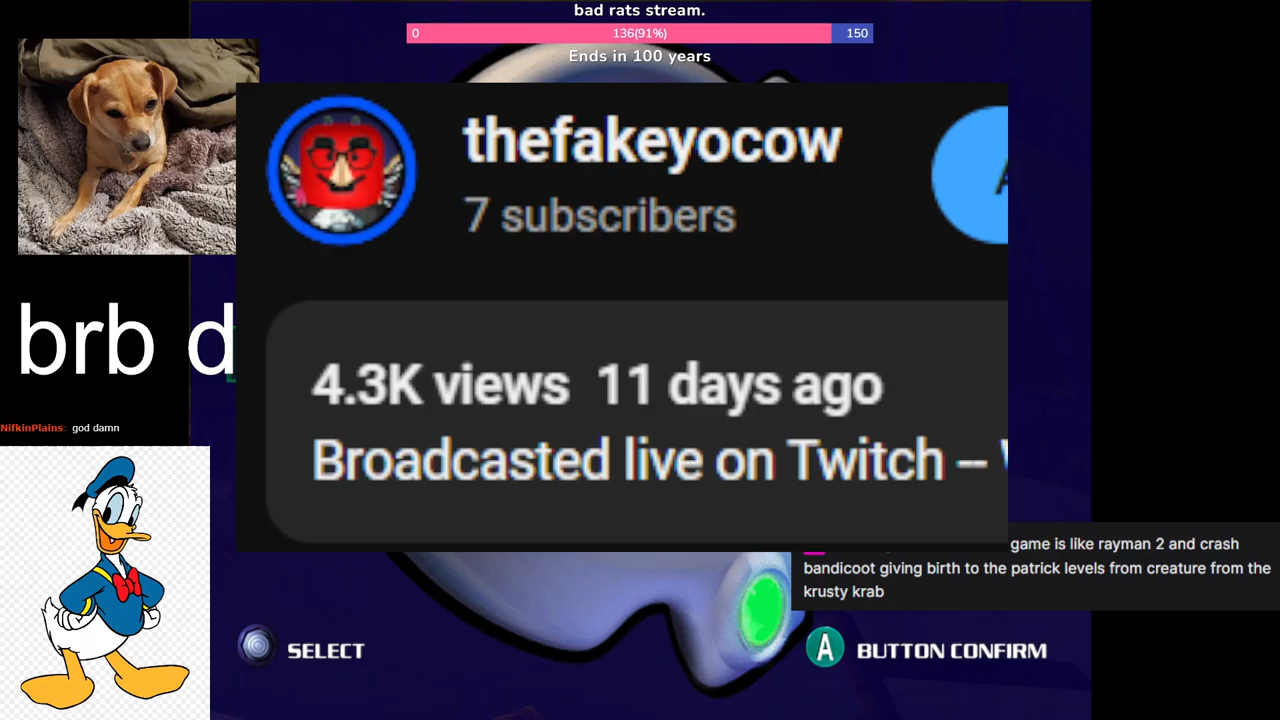 bad rats stream.
0 136(91%) 150
Ends in 100 years
thefakeyocow
7 subscribers
4.3K views 11 days ago
Broadcasted live on Twitch --
brb d
NifkinPlains: god damn
game is like rayman 2 and crash
bandicoot giving birth to the patrick levels from creature from the
krusty krab
SELECT
A BUTTON CONFIRM